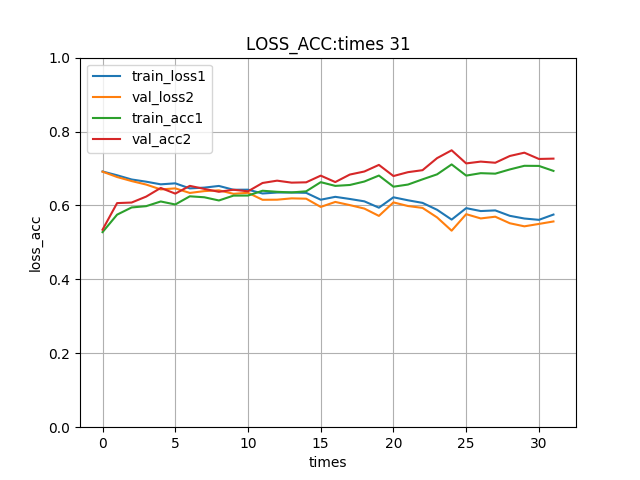 LOSS_ACC:times 31
1.0
0.8
0.6
0.4
0.2
0.0
loss_acc
train_loss1
val_loss2
train_acc1
val_acc2
0 5 10 15 20 25 30
times